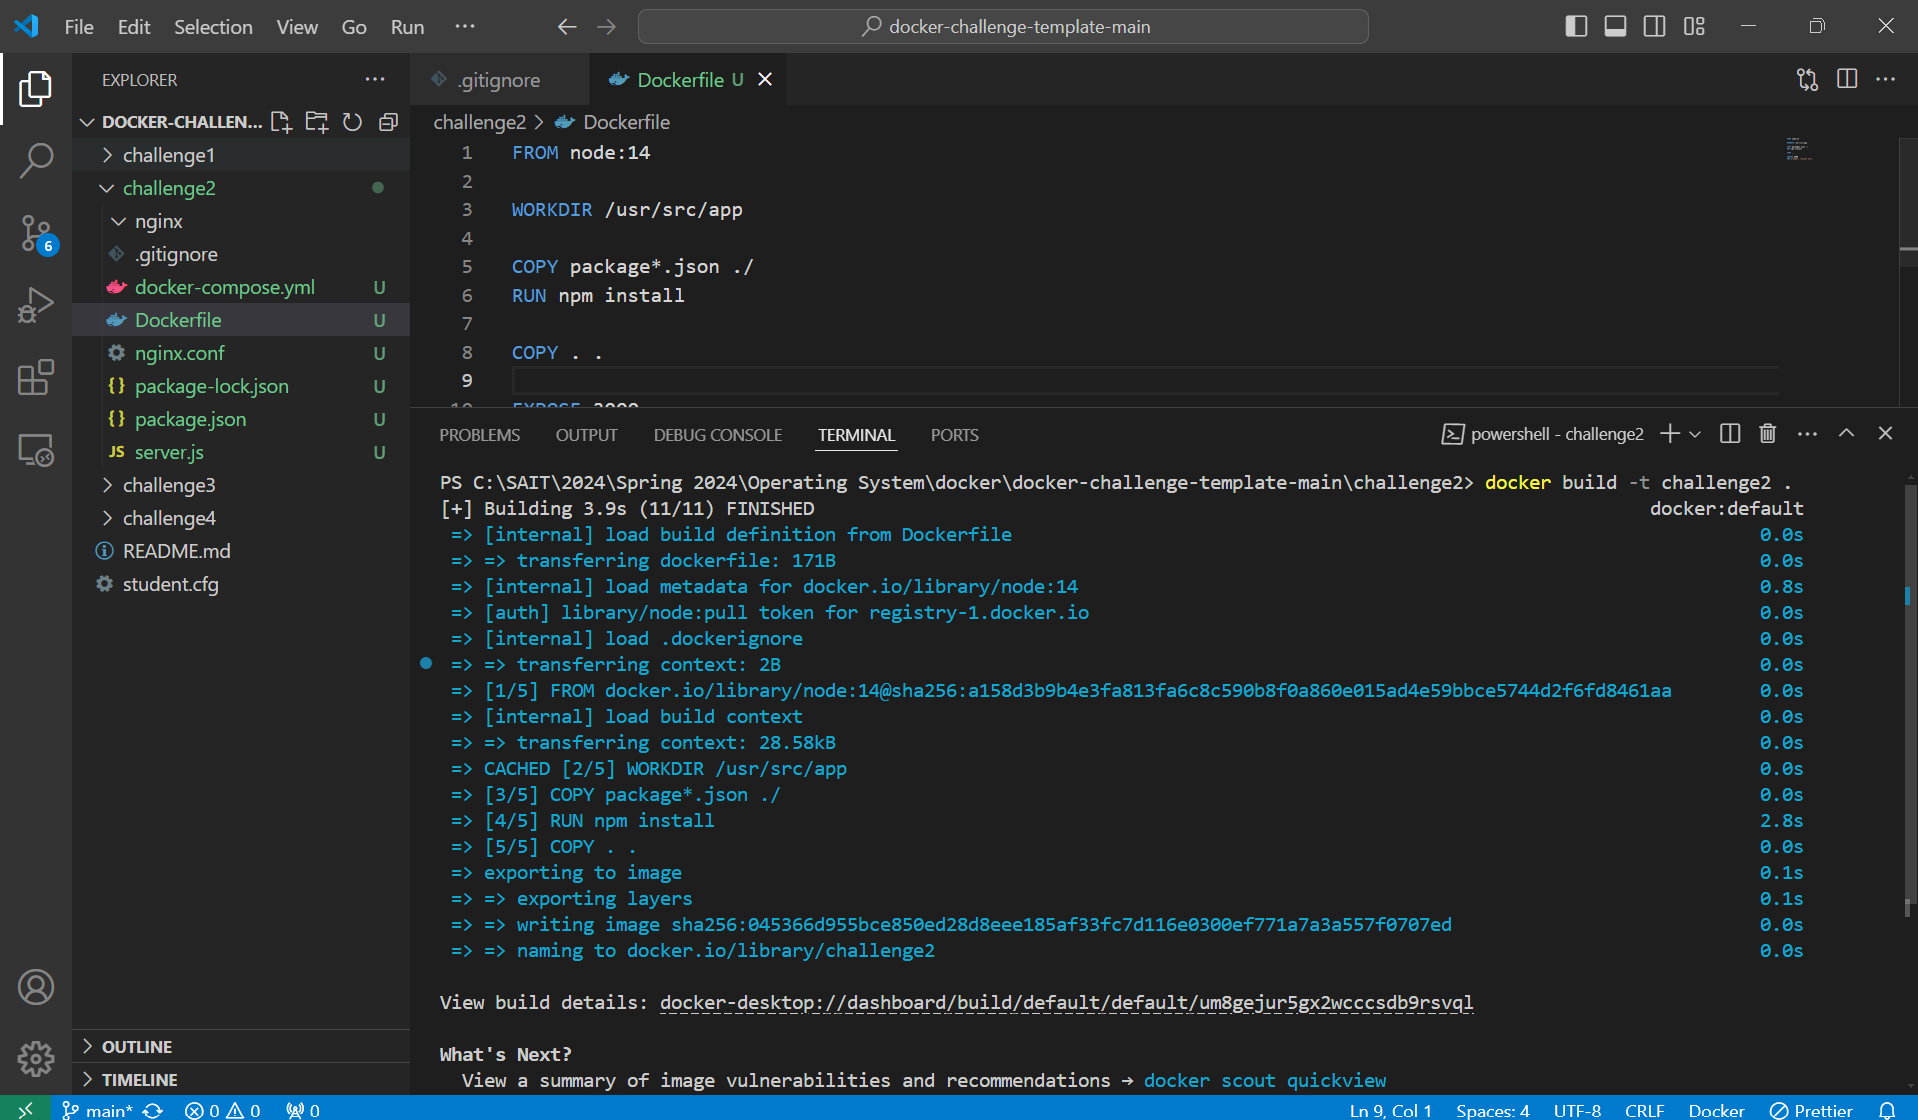 File Edit Selection View Go Run ··· docker-challenge-template-main
EXPLORER ···
DOCKER-CHALLEN...
challenge1
challenge2
nginx
.gitignore
docker-compose.yml U
Dockerfile U
nginx.conf U
package-lock.json U
package.json U
JS server.js U
challenge3
challenge4
README.md
student.cfg
OUTLINE
TIMELINE
6
.gitignore Dockerfile U
challenge2 > Dockerfile
1 FROM node:14
2
3 WORKDIR /usr/src/app
4
5 COPY package*.json ./
6 RUN npm install
7
8 COPY . .
9
10 EXPOSE 3000
PROBLEMS OUTPUT DEBUG CONSOLE TERMINAL PORTS powershell - challenge2
PS C:\SAIT\2024\Spring 2024\Operating System\docker\docker-challenge-template-main\challenge2> docker build -t challenge2 .
[+] Building 3.9s (11/11) FINISHED docker:default
=> [internal] load build definition from Dockerfile 0.0s
=> => transferring dockerfile: 171B 0.0s
=> [internal] load metadata for docker.io/library/node:14 0.8s
=> [auth] library/node:pull token for registry-1.docker.io 0.0s
=> [internal] load .dockerignore 0.0s
=> => transferring context: 2B 0.0s
=> [1/5] FROM docker.io/library/node:14@sha256:a158d3b9b4e3fa813fa6c8c590b8f0a860e015ad4e59bbce5744d2f6fd8461aa 0.0s
=> [internal] load build context 0.0s
=> => transferring context: 28.58kB 0.0s
=> CACHED [2/5] WORKDIR /usr/src/app 0.0s
=> [3/5] COPY package*.json ./ 0.0s
=> [4/5] RUN npm install 2.8s
=> [5/5] COPY . . 0.0s
=> exporting to image 0.1s
=> => exporting layers 0.1s
=> => writing image sha256:045366d955bce850ed28d8eee185af33fc7d116e0300ef771a7a3a557f0707ed 0.0s
=> => naming to docker.io/library/challenge2 0.0s
View build details: docker-desktop://dashboard/build/default/default/um8gejur5gx2wcccsdb9rsvql
What's Next?
View a summary of image vulnerabilities and recommendations → docker scout quickview
main* 0 0 0 Ln 9, Col 1 Spaces: 4 UTF-8 CRLF Docker Prettier